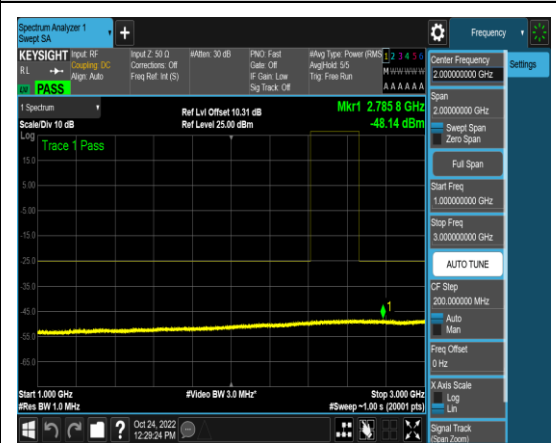 Spectrum Analyzer 1
Swept SA
+
Frequency
KEYSIGHT
R L
Input: RF
Coupling: DC
Align: Auto
Input Z: 50 Ω
Corrections: Off
Freq Ref: Int (S)
#Atten: 30 dB
PNO: Fast
Gate: Off
IF Gain: Low
Sig Track: Off
#Avg Type: Power (RMS
Avg|Hold: 5/5
Trig: Free Run
1 2 3 4 5 6
M W W W W W
A A A A A A
PASS
1 Spectrum
Scale/Div 10 dB
Ref Lvl Offset 10.31 dB
Ref Level 25.00 dBm
Mkr1 2.785 8 GHz
-48.14 dBm
Log
Trace 1 Pass
15.0
5.00
-5.00
-15.0
-25.0
-35.0
-45.0
-55.0
-65.0
1
Start 1.000 GHz
#Res BW 1.0 MHz
#Video BW 3.0 MHz*
Stop 3.000 GHz
#Sweep ~1.00 s (20001 pts)
Oct 24, 2022
12:29:24 PM
Settings
Center Frequency
2.000000000 GHz
Span
2.00000000 GHz
Swept Span
Zero Span
Full Span
Start Freq
1.000000000 GHz
Stop Freq
3.000000000 GHz
AUTO TUNE
CF Step
200.000000 MHz
Auto
Man
Freq Offset
0 Hz
X Axis Scale
Log
Lin
Signal Track
(Span Zoom)